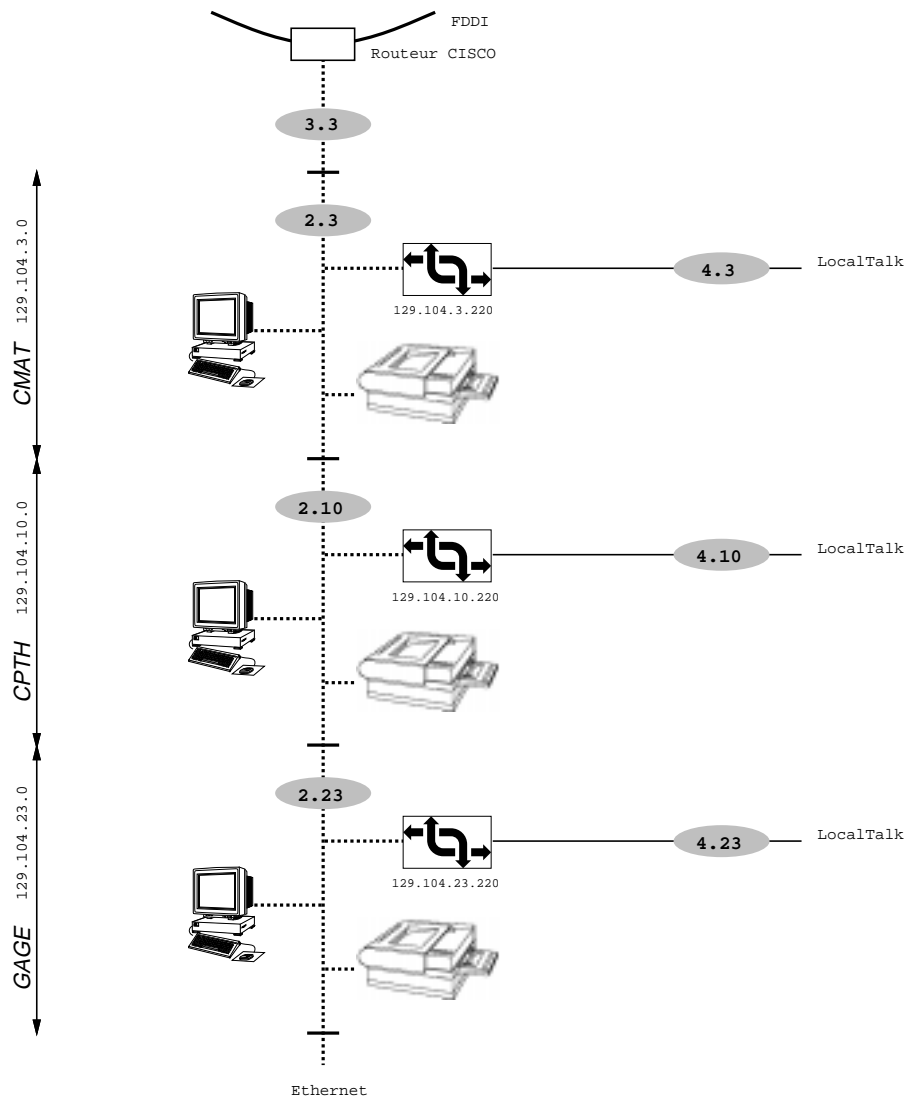 FDDI
Routeur CISCO
3.3
CMAT 129.104.3.0
2.3
4.3
LocalTalk
129.104.3.220
CPTH 129.104.10.0
2.10
4.10
LocalTalk
129.104.10.220
GAGE 129.104.23.0
2.23
4.23
LocalTalk
129.104.23.220
Ethernet